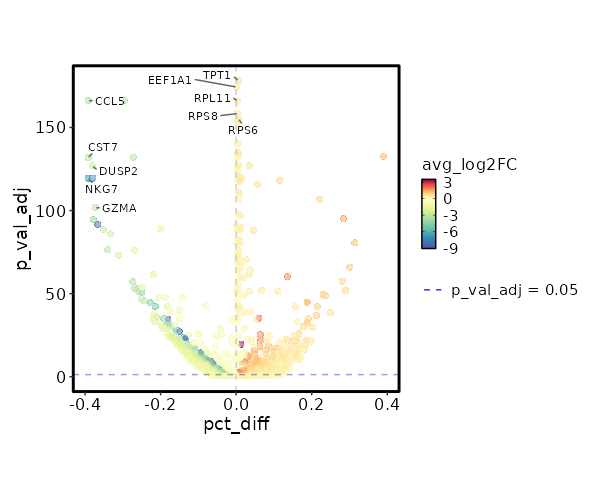 TPT1
EEF1A1
CCL5
RPL11
RPS8
RPS6
CST7
DUSP2
NKG7
GZMA
150
100
50
0
p_val_adj
-0.4
-0.2
0.0
0.2
0.4
pct_diff
avg_log2FC
3
0
-3
-6
-9
p_val_adj = 0.05